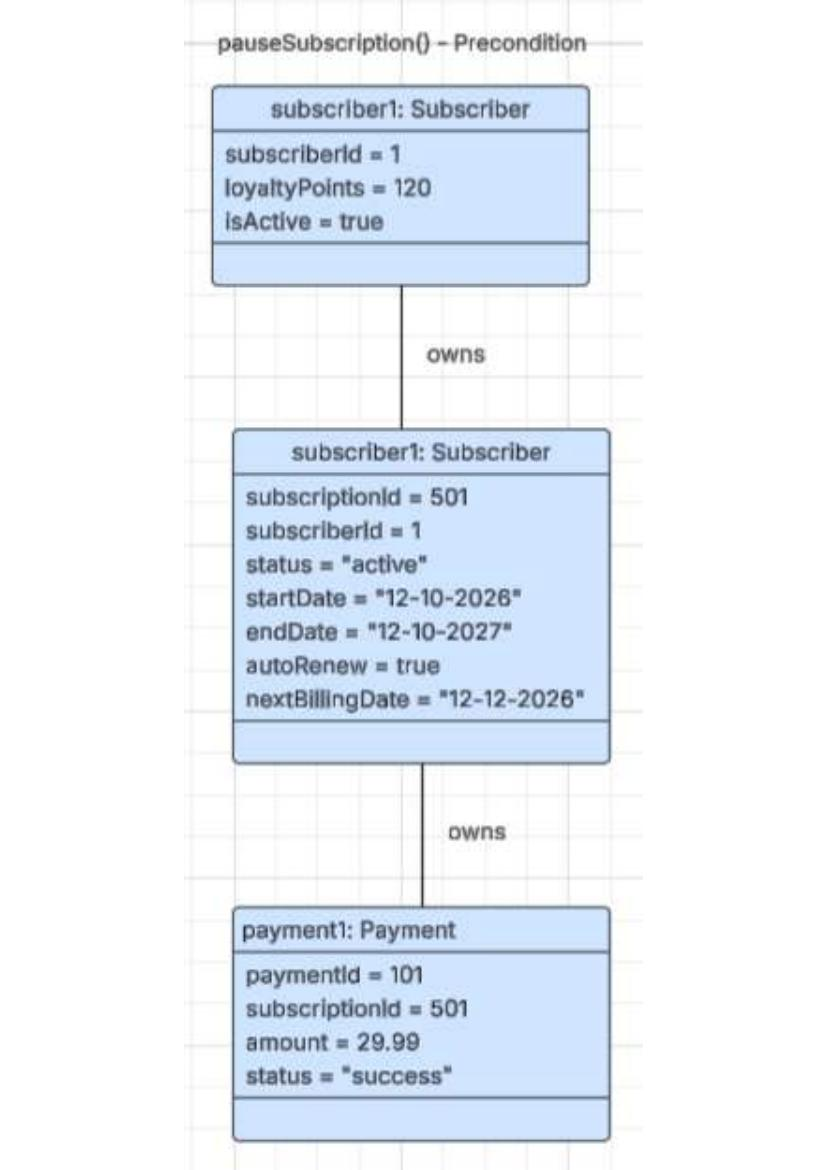 pauseSubscription() – Precondition
subscriber1: Subscriber
subscriberId = 1
loyaltyPoints = 120
isActive = true
owns
subscriber1: Subscriber
subscriptionId = 501
subscriberId = 1
status = "active"
startDate = "12-10-2026"
endDate = "12-10-2027"
autoRenew = true
nextBillingDate = "12-12-2026"
owns
payment1: Payment
paymentId = 101
subscriptionId = 501
amount = 29.99
status = "success"